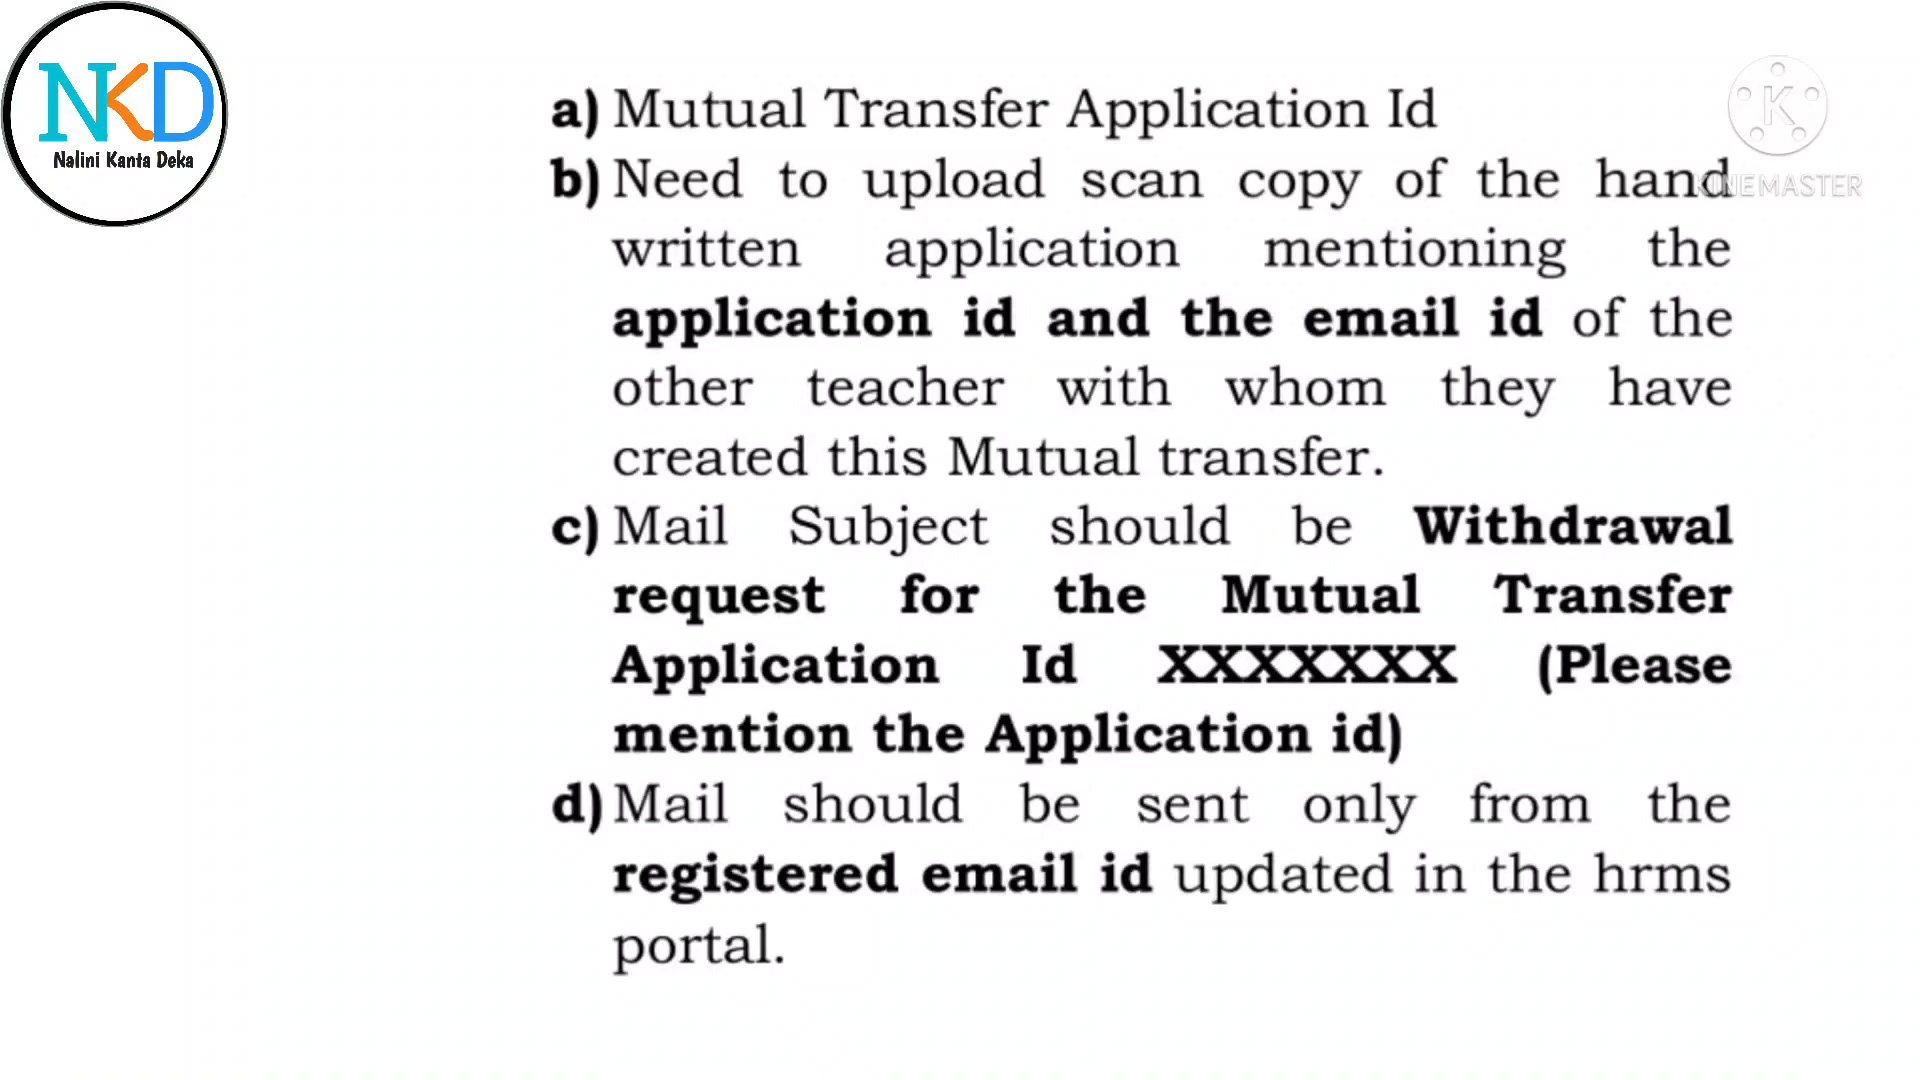 NKD
Nalini Kanta Deka
K
KINEMASTER
a) Mutual Transfer Application Id
b) Need to upload scan copy of the hand
written application mentioning the
application id and the email id of the
other teacher with whom they have
created this Mutual transfer.
c) Mail Subject should be Withdrawal
request for the Mutual Transfer
Application Id XXXXXXX (Please
mention the Application id)
d) Mail should be sent only from the
registered email id updated in the hrms
portal.